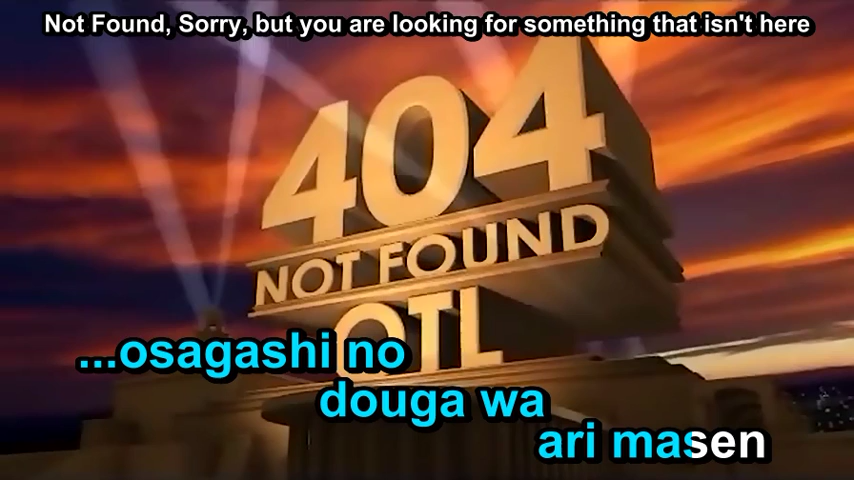 Not Found, Sorry, but you are looking for something that isn't here
404
NOT FOUND
OTL
...osagashi no
douga wa
ari masen